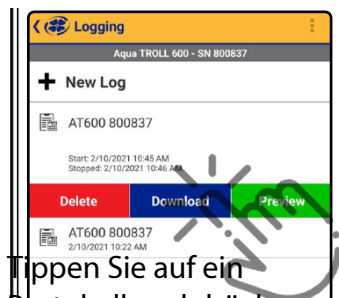 Logging
Aqua TROLL 600 - SN 800837
New Log
AT600 800837
Start: 2/10/2021 10:45 AM
Stopped: 2/10/2021 10:46 AM
Delete Download Preview
AT600 800837
2/10/2021 10:22 AM
Tippen Sie auf ein